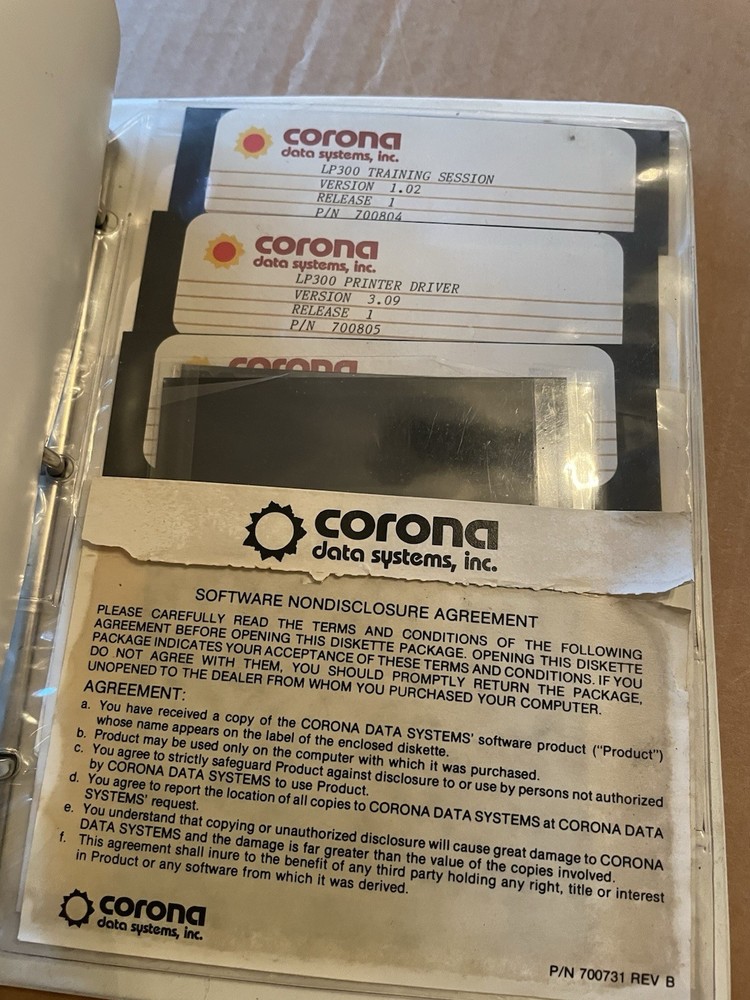 corona
data systems, inc.
LP300 TRAINING SESSION
VERSION 1.02
RELEASE 1
P/N 700804
corona
data systems, inc.
LP300 PRINTER DRIVER
VERSION 3.09
RELEASE 1
P/N 700805
corona
corona
data systems, inc.
SOFTWARE NONDISCLOSURE AGREEMENT
PLEASE CAREFULLY READ THE TERMS AND CONDITIONS OF THE FOLLOWING
AGREEMENT BEFORE OPENING THIS DISKETTE PACKAGE. OPENING THIS DISKETTE
PACKAGE INDICATES YOUR ACCEPTANCE OF THESE TERMS AND CONDITIONS. IF YOU
DO NOT AGREE WITH THEM, YOU SHOULD PROMPTLY RETURN THE PACKAGE,
UNOPENED TO THE DEALER FROM WHOM YOU PURCHASED YOUR COMPUTER.
AGREEMENT:
a. You have received a copy of the CORONA DATA SYSTEMS' software product ("Product")
whose name appears on the label of the enclosed diskette.
b. Product may be used only on the computer with which it was purchased.
c. You agree to strictly safeguard Product against disclosure to or use by persons not authorized
by CORONA DATA SYSTEMS to use Product.
d. You agree to report the location of all copies to CORONA DATA SYSTEMS at CORONA DATA
SYSTEMS' request.
e. You understand that copying or unauthorized disclosure will cause great damage to CORONA
DATA SYSTEMS and the damage is far greater than the value of the copies involved.
f. This agreement shall inure to the benefit of any third party holding any right, title or interest
in Product or any software from which it was derived.
corona
data systems, inc.
P/N 700731 REV B